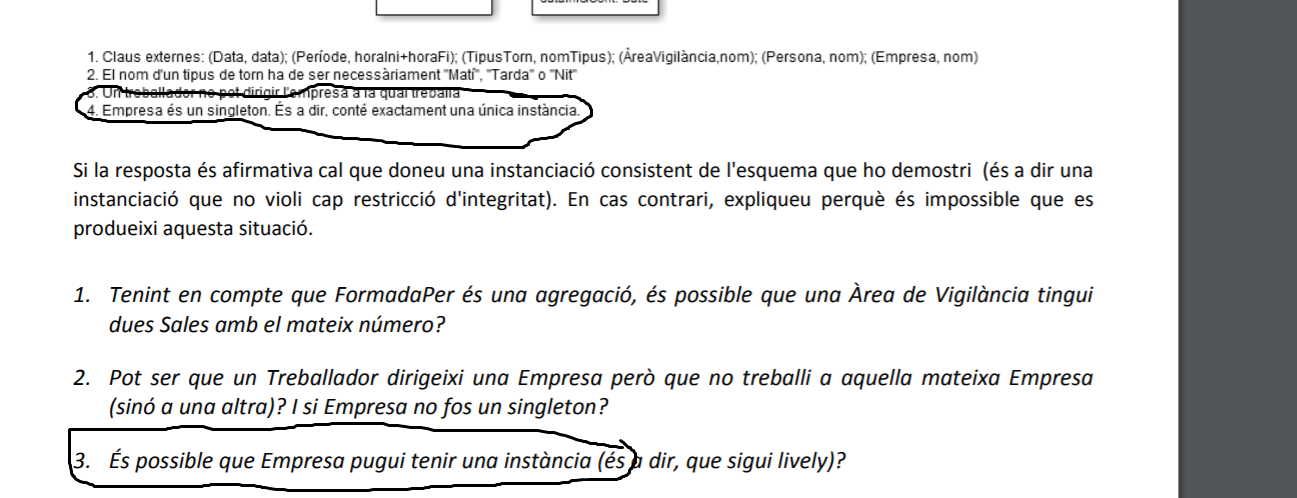 1. Claus externes: (Data, data); (Període, horaIni+horaFi); (TipusTorn, nomTipus); (ÀreaVigilància,nom); (Persona, nom); (Empresa, nom)
2. El nom d'un tipus de torn ha de ser necessàriament "Matí", "Tarda" o "Nit"
3. Un treballador no pot dirigir l'empresa a la qual treballa
4. Empresa és un singleton. És a dir, conté exactament una única instància.
Si la resposta és afirmativa cal que doneu una instanciació consistent de l'esquema que ho demostri (és a dir una
instanciació que no violi cap restricció d'integritat). En cas contrari, expliqueu perquè és impossible que es
produeixi aquesta situació.
1. Tenint en compte que FormadaPer és una agregació, és possible que una Àrea de Vigilància tingui
dues Sales amb el mateix número?
2. Pot ser que un Treballador dirigeixi una Empresa però que no treballi a aquella mateixa Empresa
(sinó a una altra)? I si Empresa no fos un singleton?
3. És possible que Empresa pugui tenir una instància (és a dir, que sigui lively)?